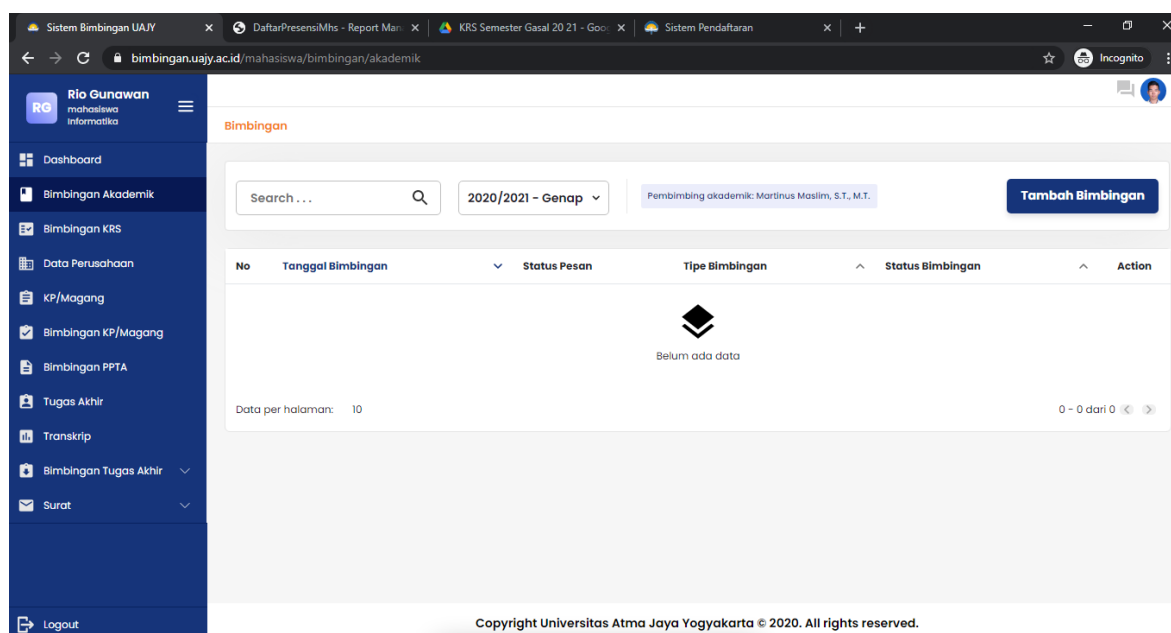 Sistem Bimbingan UAJY
DaftarPresensiMhs - Report Man
KRS Semester Gasal 20 21 - Goo
Sistem Pendaftaran
bimbingan.uajy.ac.id/mahasiswa/bimbingan/akademik
Incognito
RG
Rio Gunawan
mahasiswa
Informatika
Bimbingan
Dashboard
Bimbingan Akademik
Bimbingan KRS
Data Perusahaan
KP/Magang
Bimbingan KP/Magang
Bimbingan PPTA
Tugas Akhir
Transkrip
Bimbingan Tugas Akhir
Surat
Logout
Search . . .
2020/2021 - Genap
Pembimbing akademik: Martinus Maslim, S.T., M.T.
Tambah Bimbingan
No Tanggal Bimbingan Status Pesan Tipe Bimbingan Status Bimbingan Action
Belum ada data
Data per halaman: 10
0 - 0 dari 0
Copyright Universitas Atma Jaya Yogyakarta © 2020. All rights reserved.